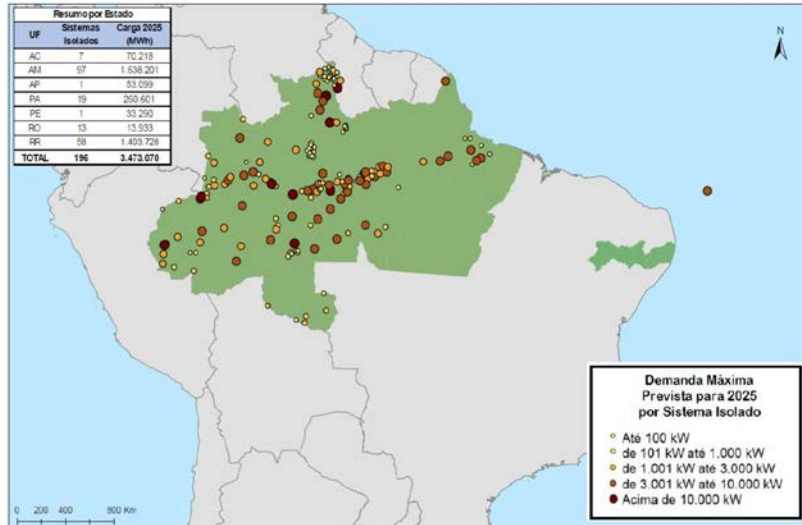 Resumo por Estado
UF Sistemas Isolados Carga 2025 (MWh)
AC 7 70.218
AM 97 1.638.201
AP 1 53.099
PA 19 260.601
PE 1 33.290
RO 13 13.933
RR 58 1.403.728
TOTAL 196 3.473.070
N
Demanda Máxima
Prevista para 2025
por Sistema Isolado
Até 100 kW
de 101 kW até 1.000 kW
de 1.001 kW até 3.000 kW
de 3.001 kW até 10.000 kW
Acima de 10.000 kW
0 200 400 800 Km